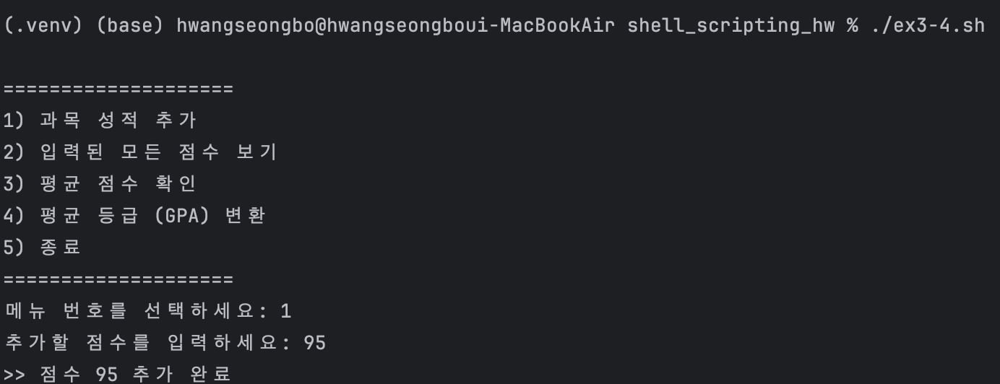 (.venv) (base) hwangseongbo@hwangseongboui-MacBookAir shell_scripting_hw % ./ex3-4.sh
====================
1) 과목 성적 추가
2) 입력된 모든 점수 보기
3) 평균 점수 확인
4) 평균 등급 (GPA) 변환
5) 종료
====================
메뉴 번호를 선택하세요: 1
추가할 점수를 입력하세요: 95
>> 점수 95 추가 완료